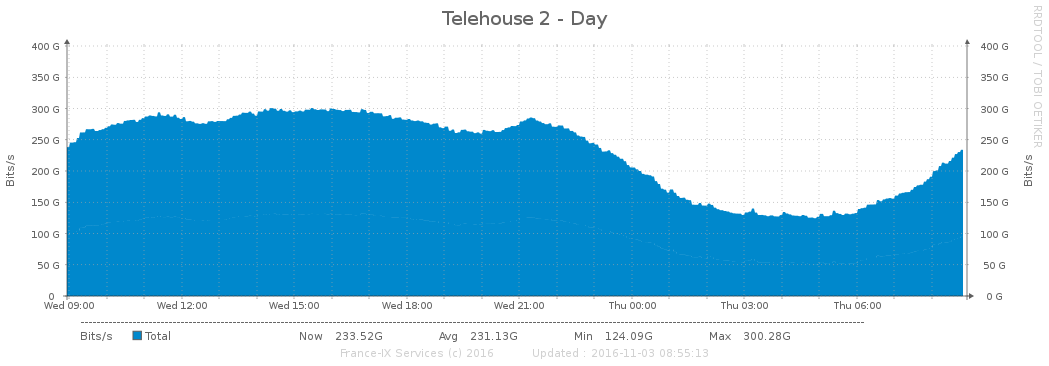 Telehouse 2 - Day
RRDTOOL / TOBI OETIKER
400 G 400 G
350 G 350 G
300 G 300 G
250 G 250 G
200 G 200 G
150 G 150 G
100 G 100 G
50 G 50 G
0 0 G
Bits/s
Bits/s
Wed 09:00 Wed 12:00 Wed 15:00 Wed 18:00 Wed 21:00 Thu 00:00 Thu 03:00 Thu 06:00
Bits/s Total Now 233.52G Avg 231.13G Min 124.09G Max 300.28G
France-IX Services (c) 2016 Updated : 2016-11-03 08:55:13